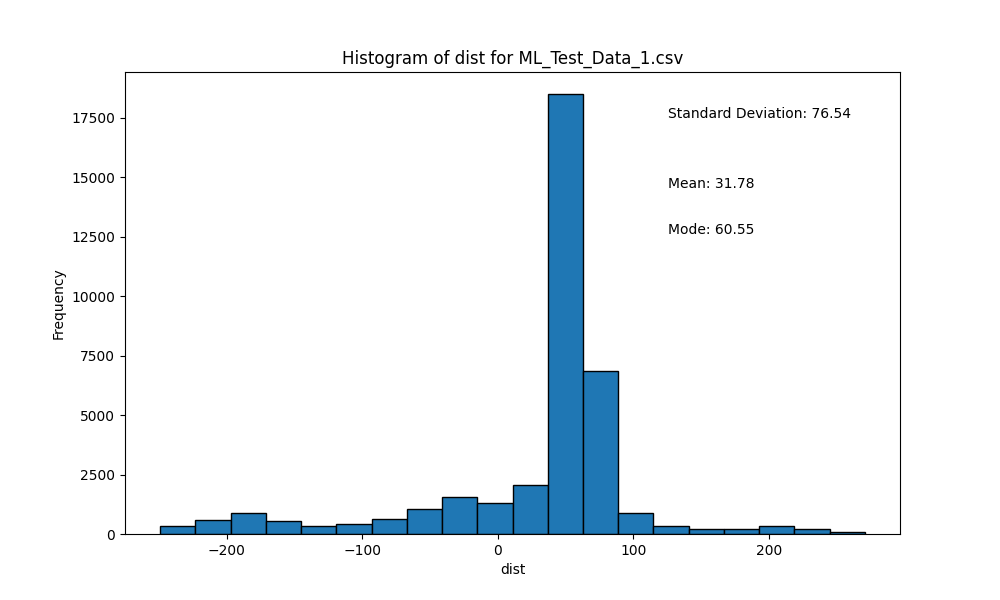 Histogram of dist for ML_Test_Data_1.csv
Standard Deviation: 76.54
Mean: 31.78
Mode: 60.55
Frequency
17500
15000
12500
10000
7500
5000
2500
0
−200
−100
0
100
200
dist